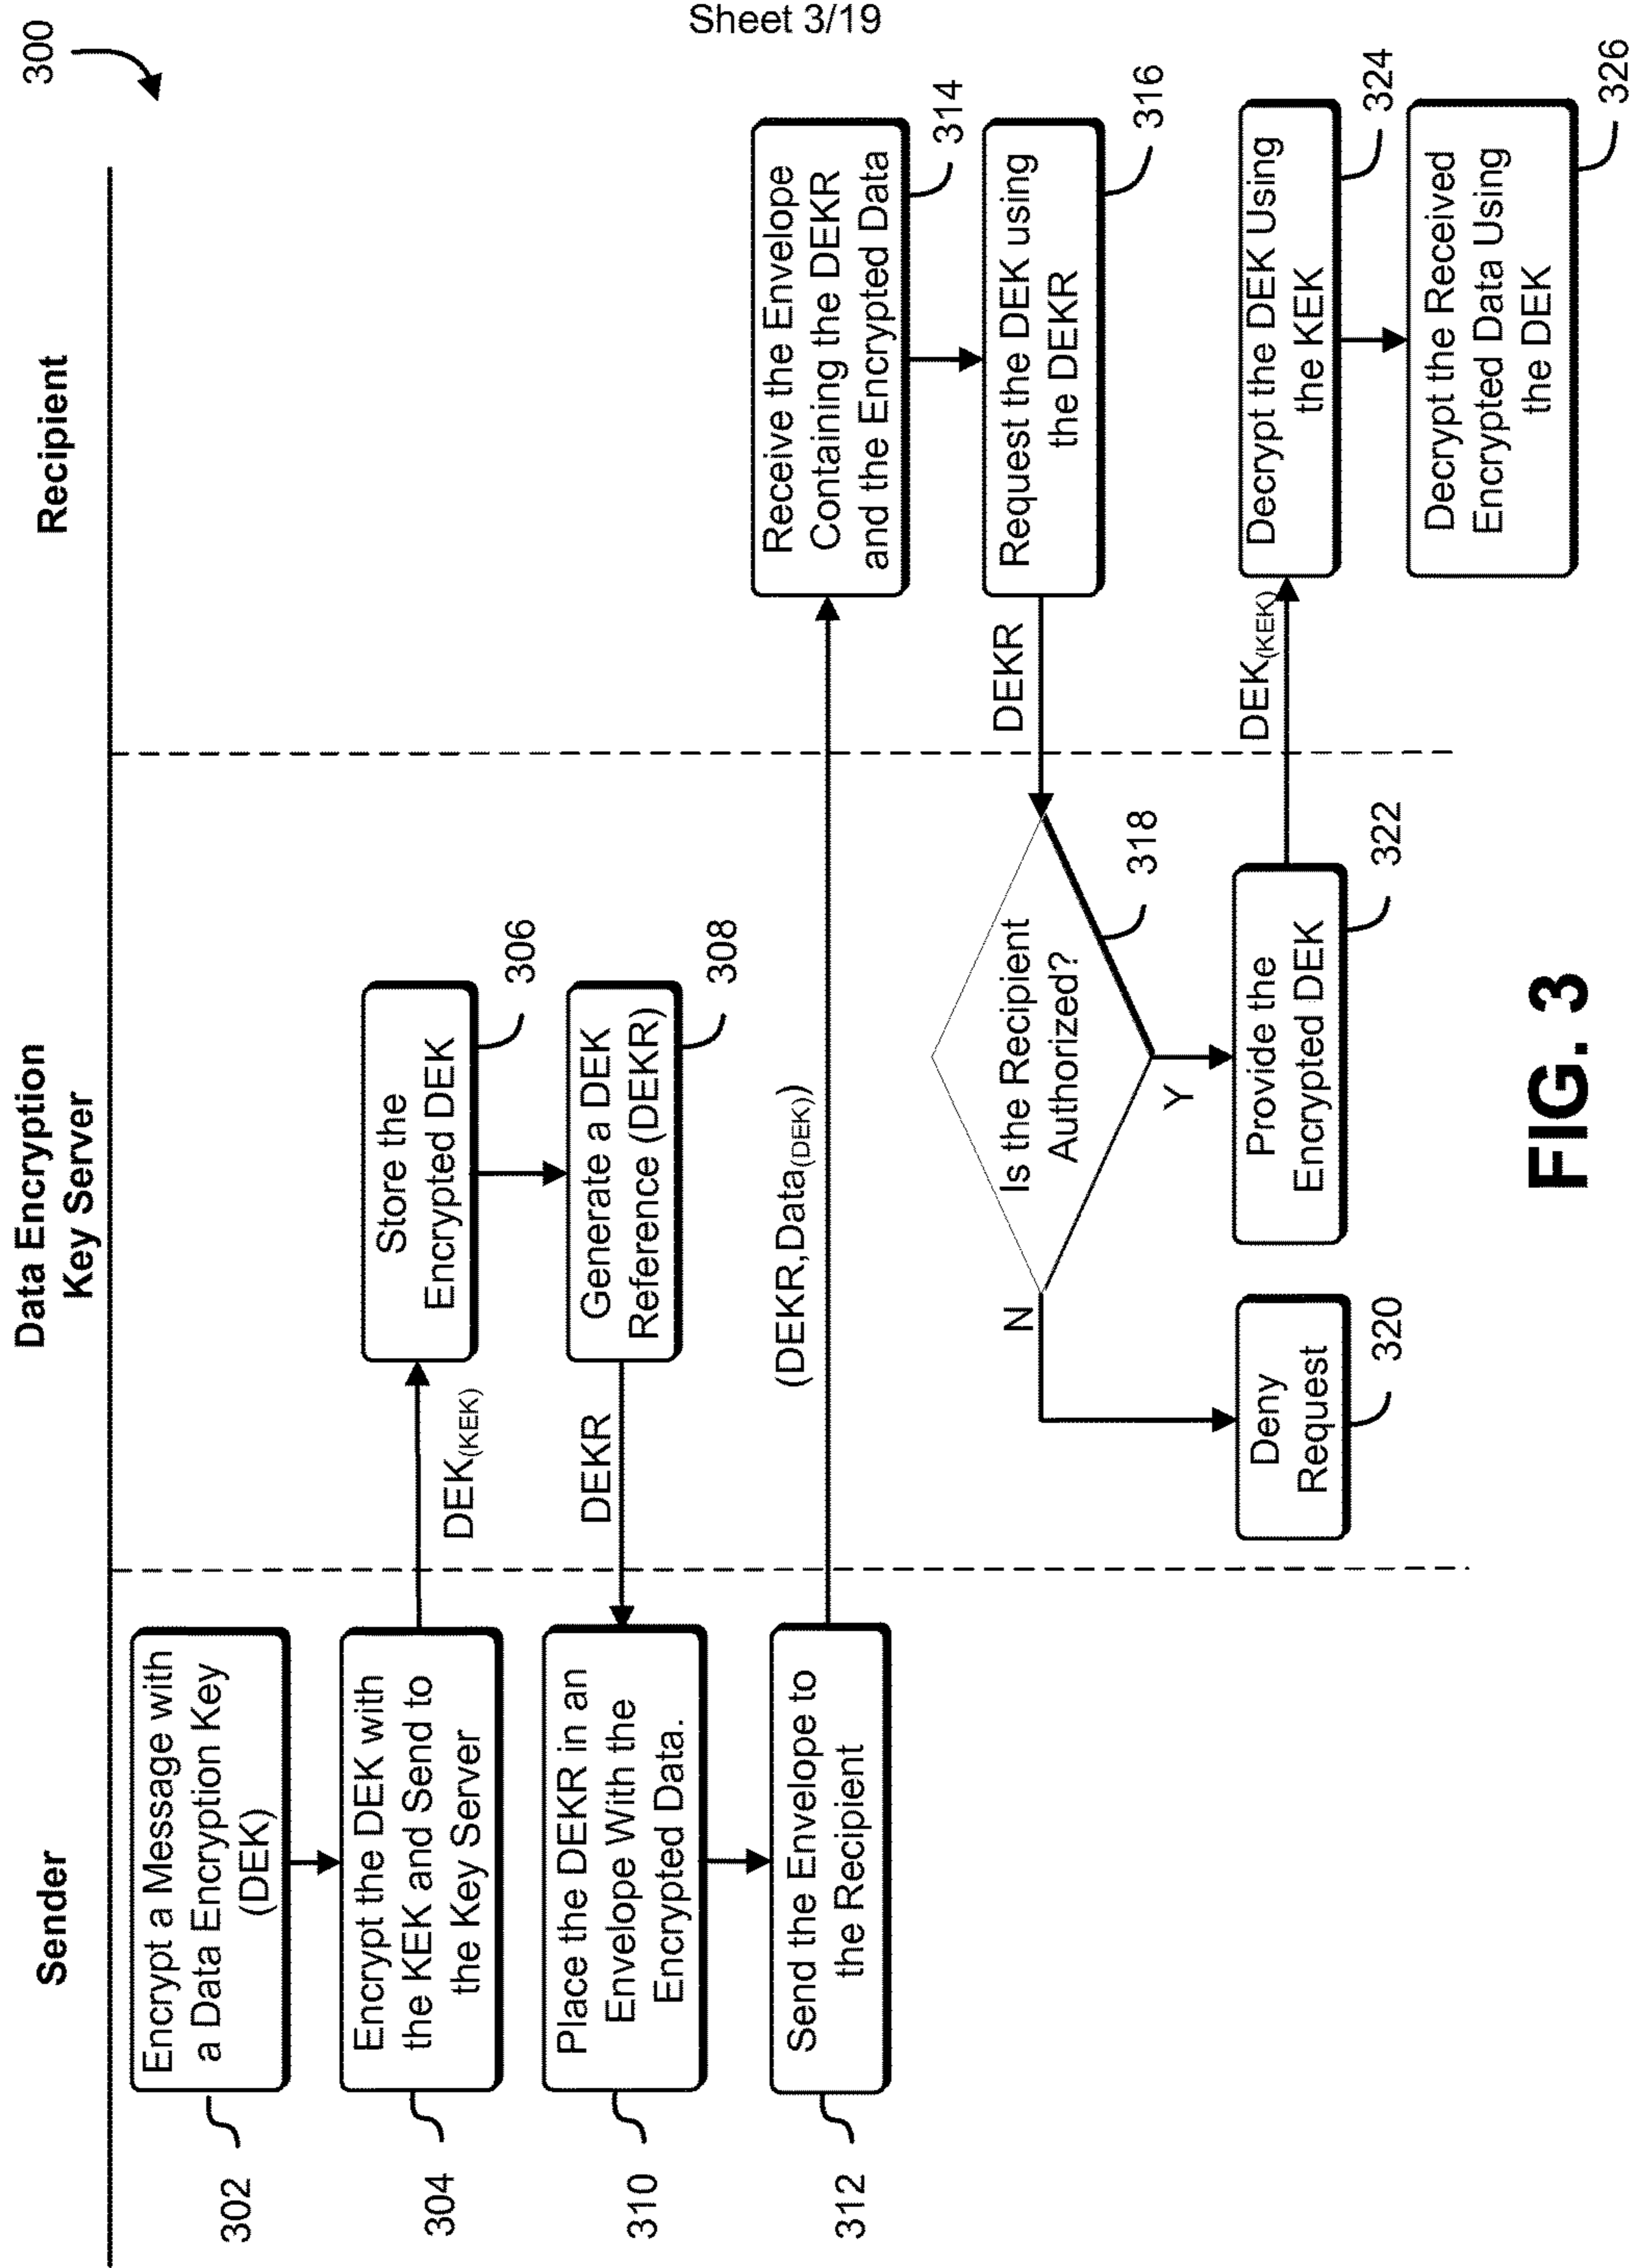 Sheet 3/19
300
Sender
Data Encryption
Key Server
Recipient
Encrypt a Message with
a Data Encryption Key
(DEK)
302
Encrypt the DEK with
the KEK and Send to
the Key Server
304
DEK(KEK)
Store the
Encrypted DEK
306
Generate a DEK
Reference (DEKR)
308
DEKR
Place the DEKR in an
Envelope With the
Encrypted Data.
310
Send the Envelope to
the Recipient
312
(DEKR,Data(DEK))
Receive the Envelope
Containing the DEKR
and the Encrypted Data
314
Request the DEK using
the DEKR
316
DEKR
Is the Recipient
Authorized?
318
N
Y
Deny
Request
320
Provide the
Encrypted DEK
322
DEK(KEK)
Decrypt the DEK Using
the KEK
324
Decrypt the Received
Encrypted Data Using
the DEK
326
FIG. 3